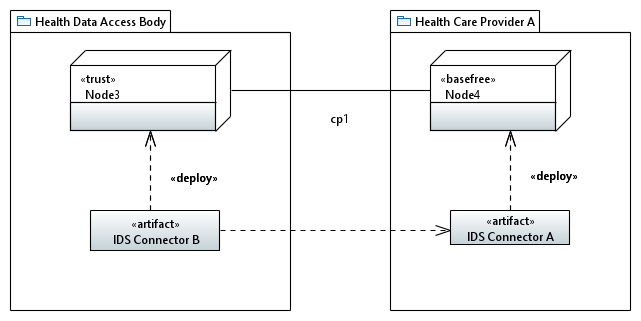 Health Data Access Body
Health Care Provider A
«trust»
Node3
«basefree»
Node4
cp1
«deploy»
«deploy»
«artifact»
IDS Connector B
«artifact»
IDS Connector A